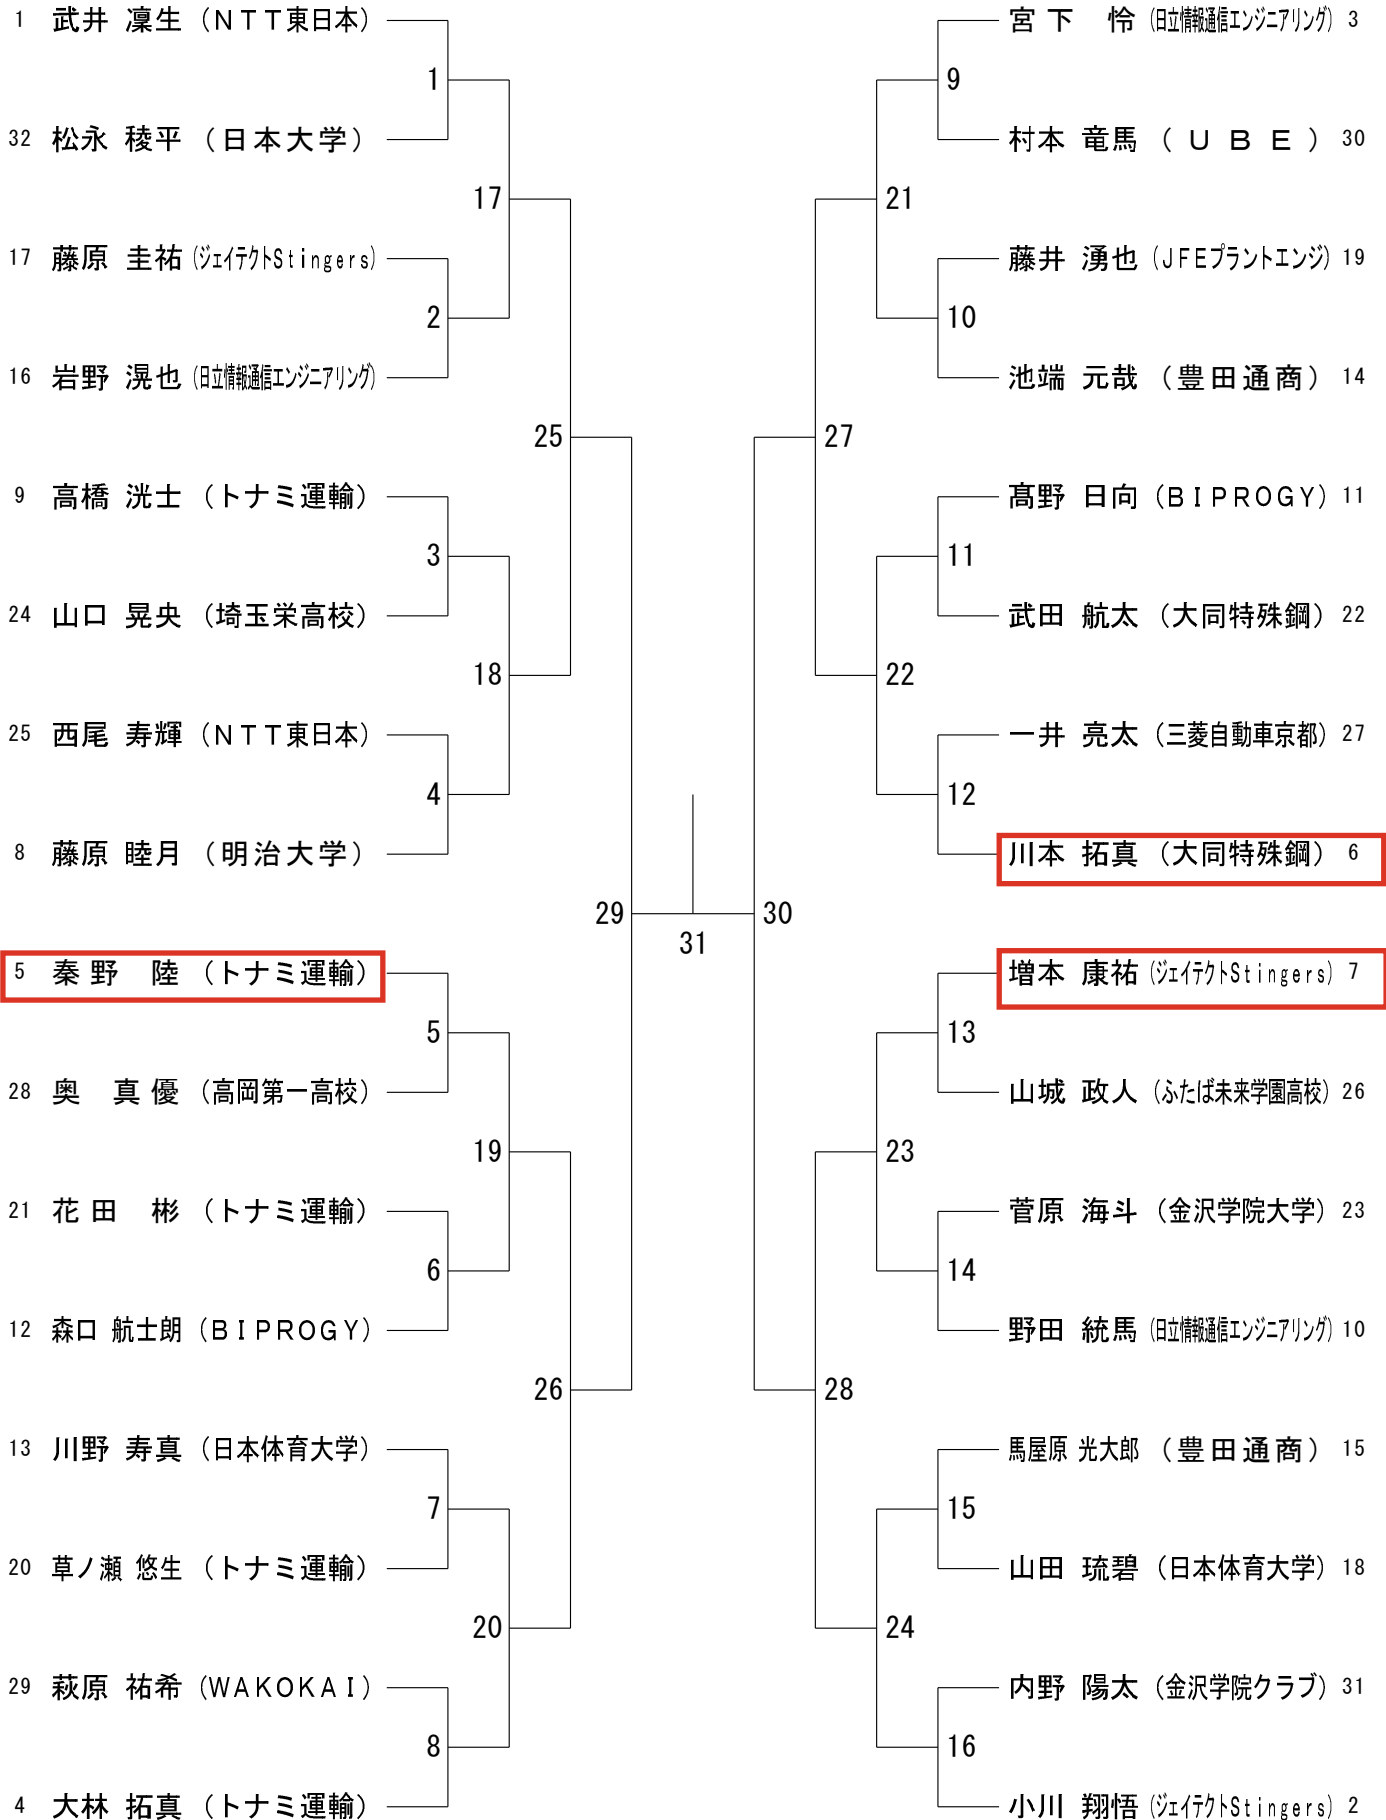 1 武井 凜生 (ＮＴＴ東日本)
1
32 松永 稜平 (日本大学)
17
17 藤原 圭祐 (ジェイテクトStingers)
2
16 岩野 滉也 (日立情報通信エンジニアリング)
25
9 高橋 洸士 (トナミ運輸)
3
24 山口 晃央 (埼玉栄高校)
18
25 西尾 寿輝 (ＮＴＴ東日本)
4
8 藤原 睦月 (明治大学)
29
5 秦野 陸 (トナミ運輸)
5
28 奥 真優 (高岡第一高校)
19
21 花田 彬 (トナミ運輸)
6
12 森口 航士朗 (ＢＩＰＲＯＧＹ)
26
13 川野 寿真 (日本体育大学)
7
20 草ノ瀬 悠生 (トナミ運輸)
20
29 萩原 祐希 (ＷＡＫＯＫＡＩ)
8
4 大林 拓真 (トナミ運輸)
31
宮下 怜 (日立情報通信エンジニアリング) 3
9
村本 竜馬 (ＵＢＥ) 30
21
藤井 湧也 (ＪＦＥプラントエンジ) 19
10
池端 元哉 (豊田通商) 14
27
髙野 日向 (ＢＩＰＲＯＧＹ) 11
11
武田 航太 (大同特殊鋼) 22
22
一井 亮太 (三菱自動車京都) 27
12
川本 拓真 (大同特殊鋼) 6
30
増本 康祐 (ジェイテクトStingers) 7
13
山城 政人 (ふたば未来学園高校) 26
23
菅原 海斗 (金沢学院大学) 23
14
野田 統馬 (日立情報通信エンジニアリング) 10
28
馬屋原 光大郎 (豊田通商) 15
15
山田 琉碧 (日本体育大学) 18
24
内野 陽太 (金沢学院クラブ) 31
16
小川 翔悟 (ジェイテクトStingers) 2